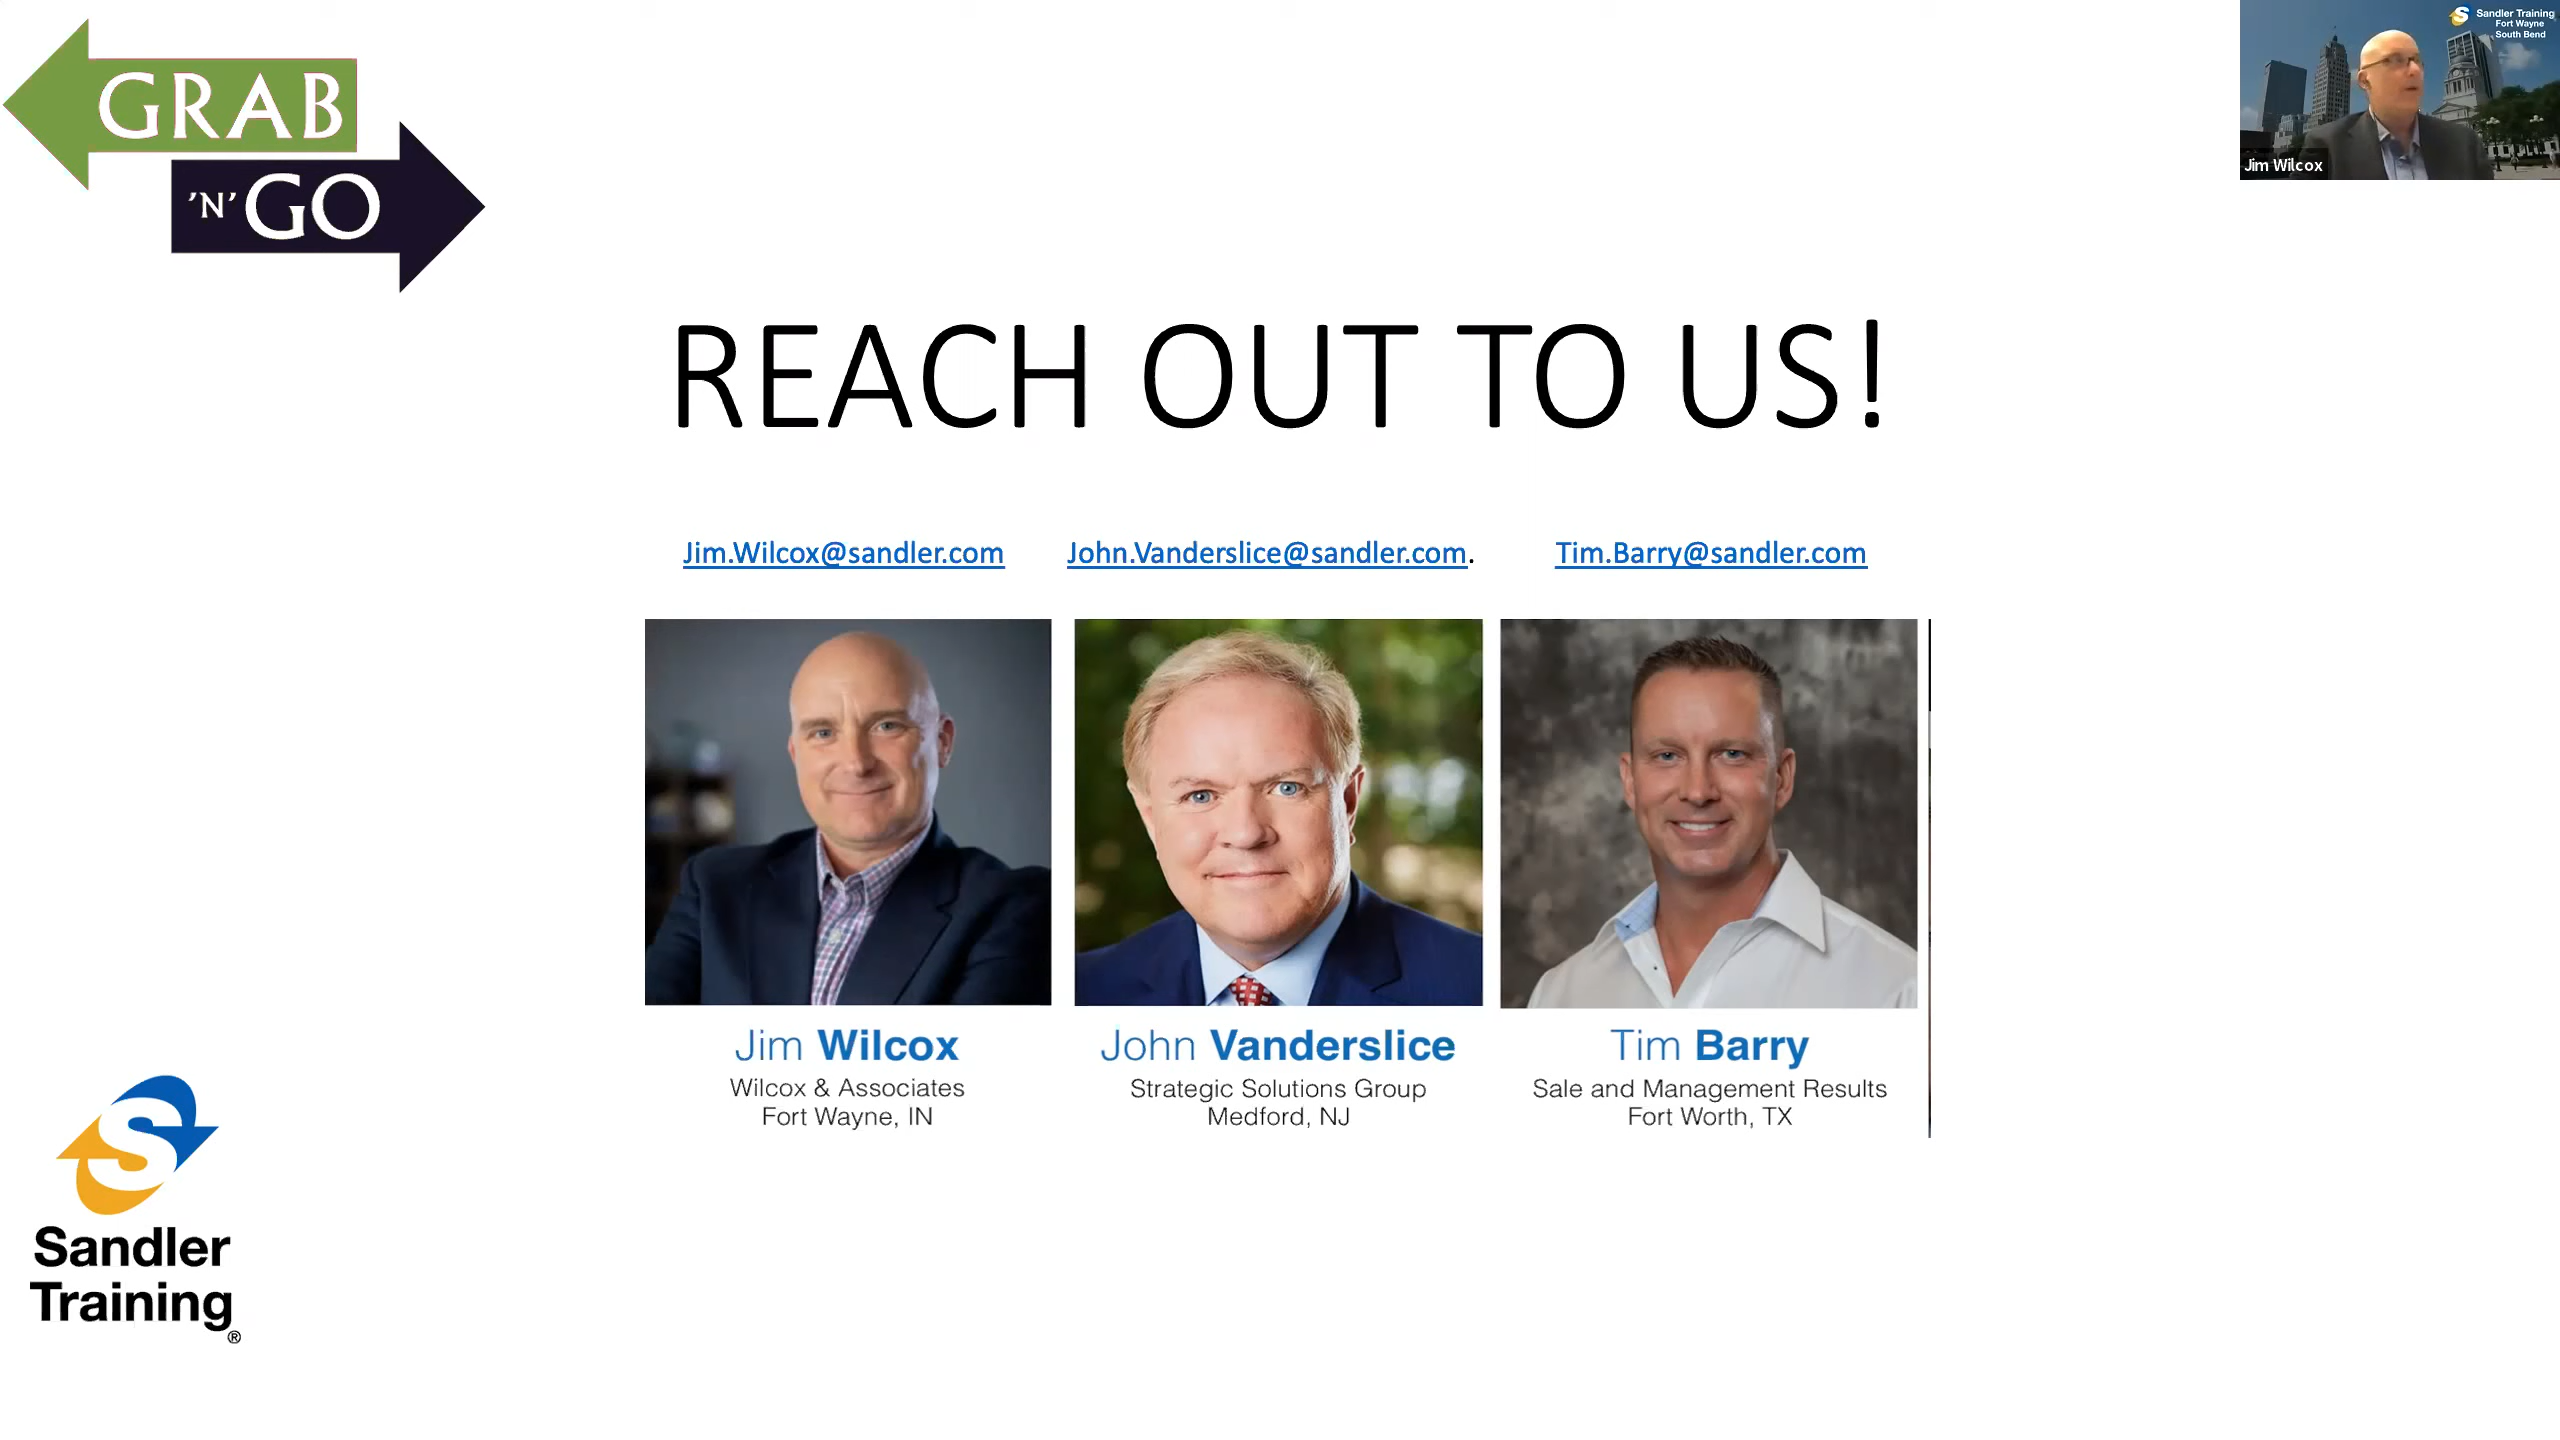 GRAB
'N' GO
Sandler Training
Fort Wayne
South Bend
Jim Wilcox
REACH OUT TO US!
Jim.Wilcox@sandler.com John.Vanderslice@sandler.com. Tim.Barry@sandler.com
Jim Wilcox
Wilcox & Associates
Fort Wayne, IN
John Vanderslice
Strategic Solutions Group
Medford, NJ
Tim Barry
Sale and Management Results
Fort Worth, TX
S
Sandler
Training®